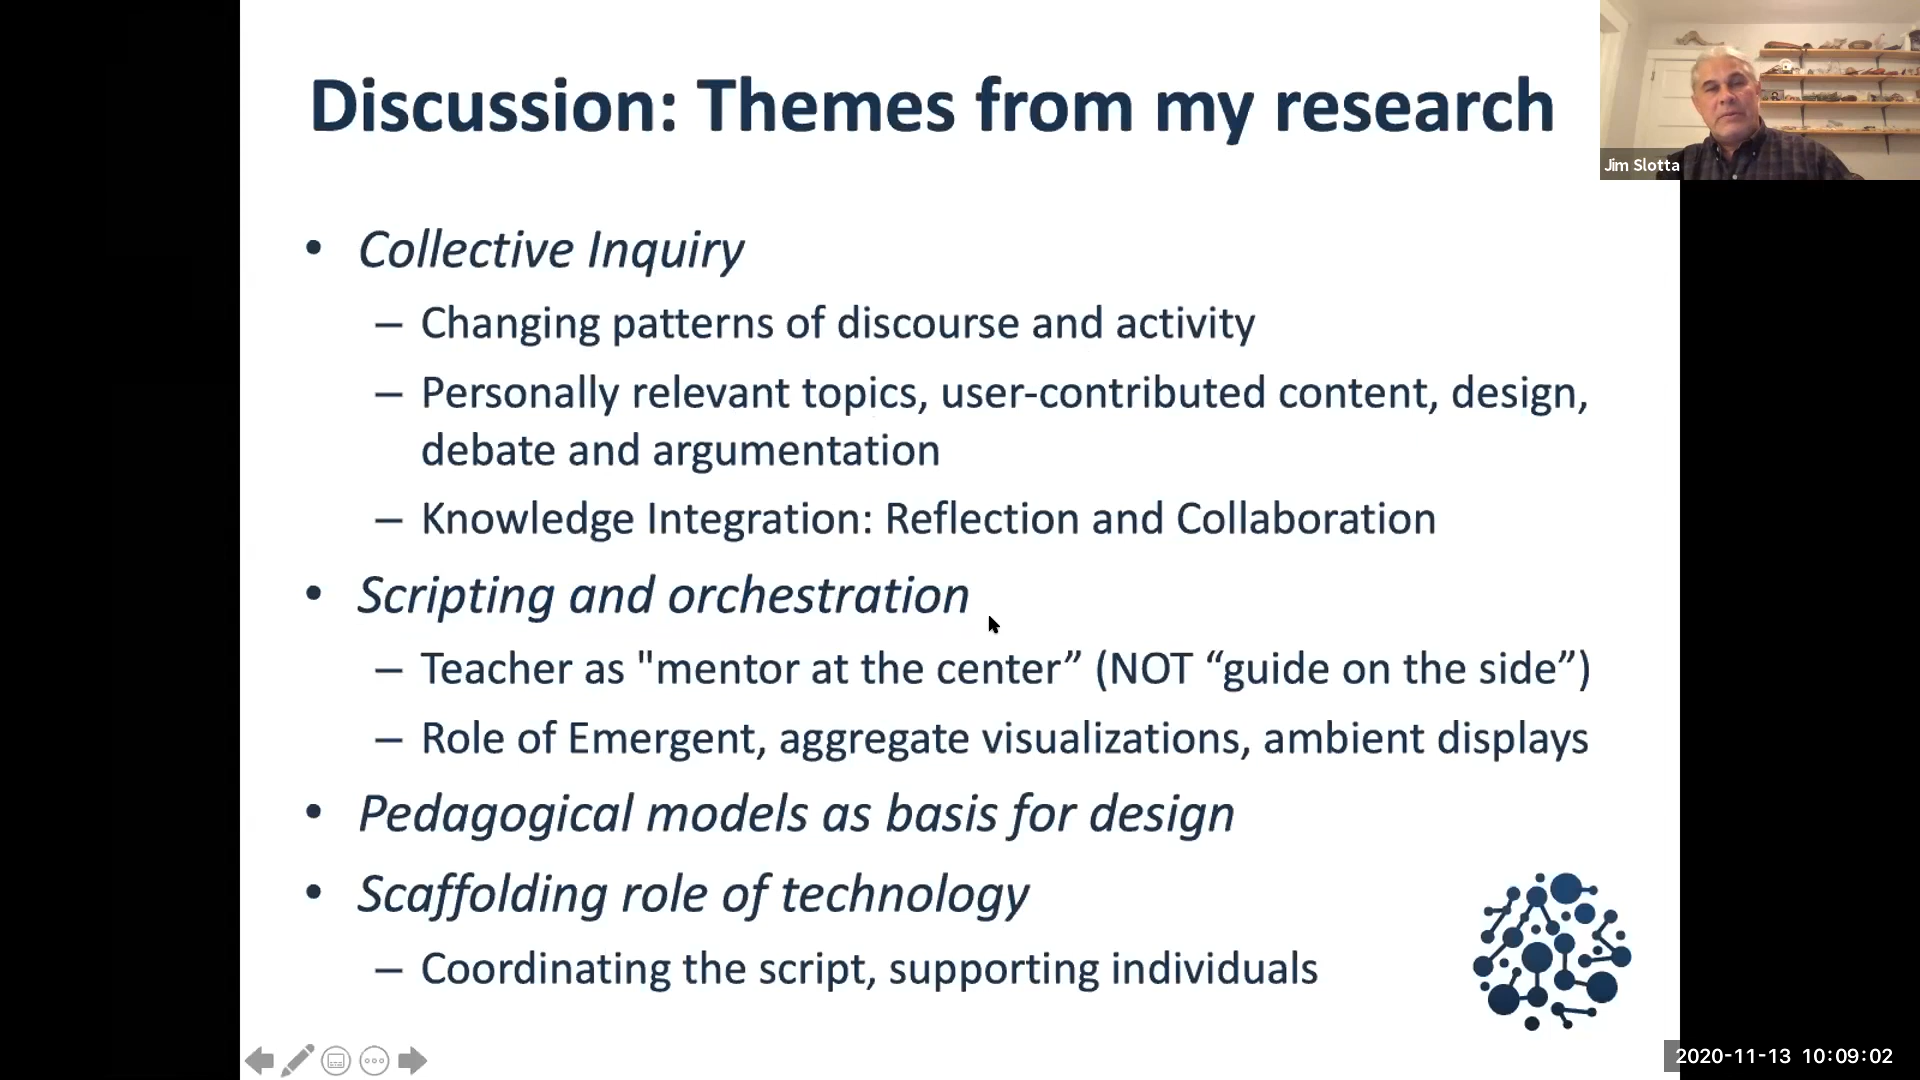 Discussion: Themes from my research
Jim Slotta
• Collective Inquiry
– Changing patterns of discourse and activity
– Personally relevant topics, user-contributed content, design,
debate and argumentation
– Knowledge Integration: Reflection and Collaboration
• Scripting and orchestration
– Teacher as "mentor at the center” (NOT “guide on the side”)
– Role of Emergent, aggregate visualizations, ambient displays
• Pedagogical models as basis for design
• Scaffolding role of technology
– Coordinating the script, supporting individuals
2020-11-13 10:09:02